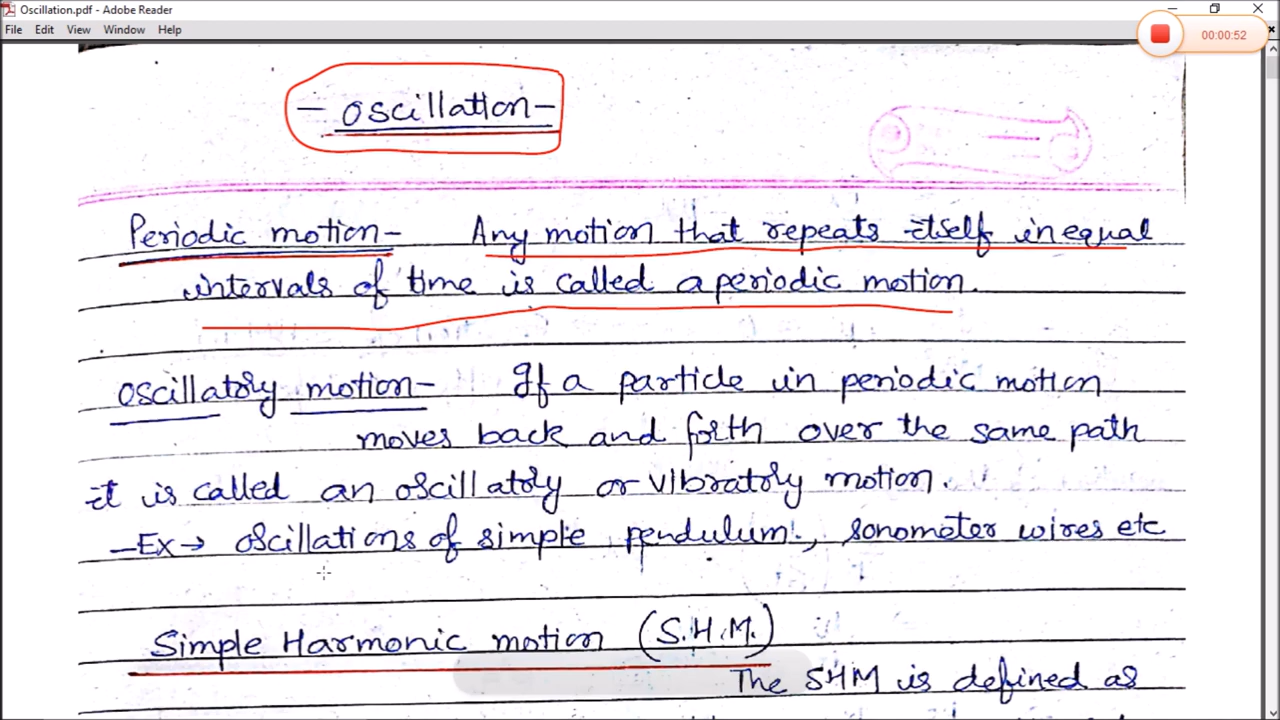 Oscillation.pdf - Adobe Reader
File Edit View Window Help
00:00:52
- Oscillation -
Periodic motion- Any motion that repeats itself in equal
intervals of time is called a periodic motion.
Oscillatory motion- If a particle in periodic motion
moves back and forth over the same path
it is called an oscillatory or vibratory motion.
-Ex→ Oscillations of simple pendulum, sonometer wires etc
Simple Harmonic motion (S.H.M.)
The SHM is defined as